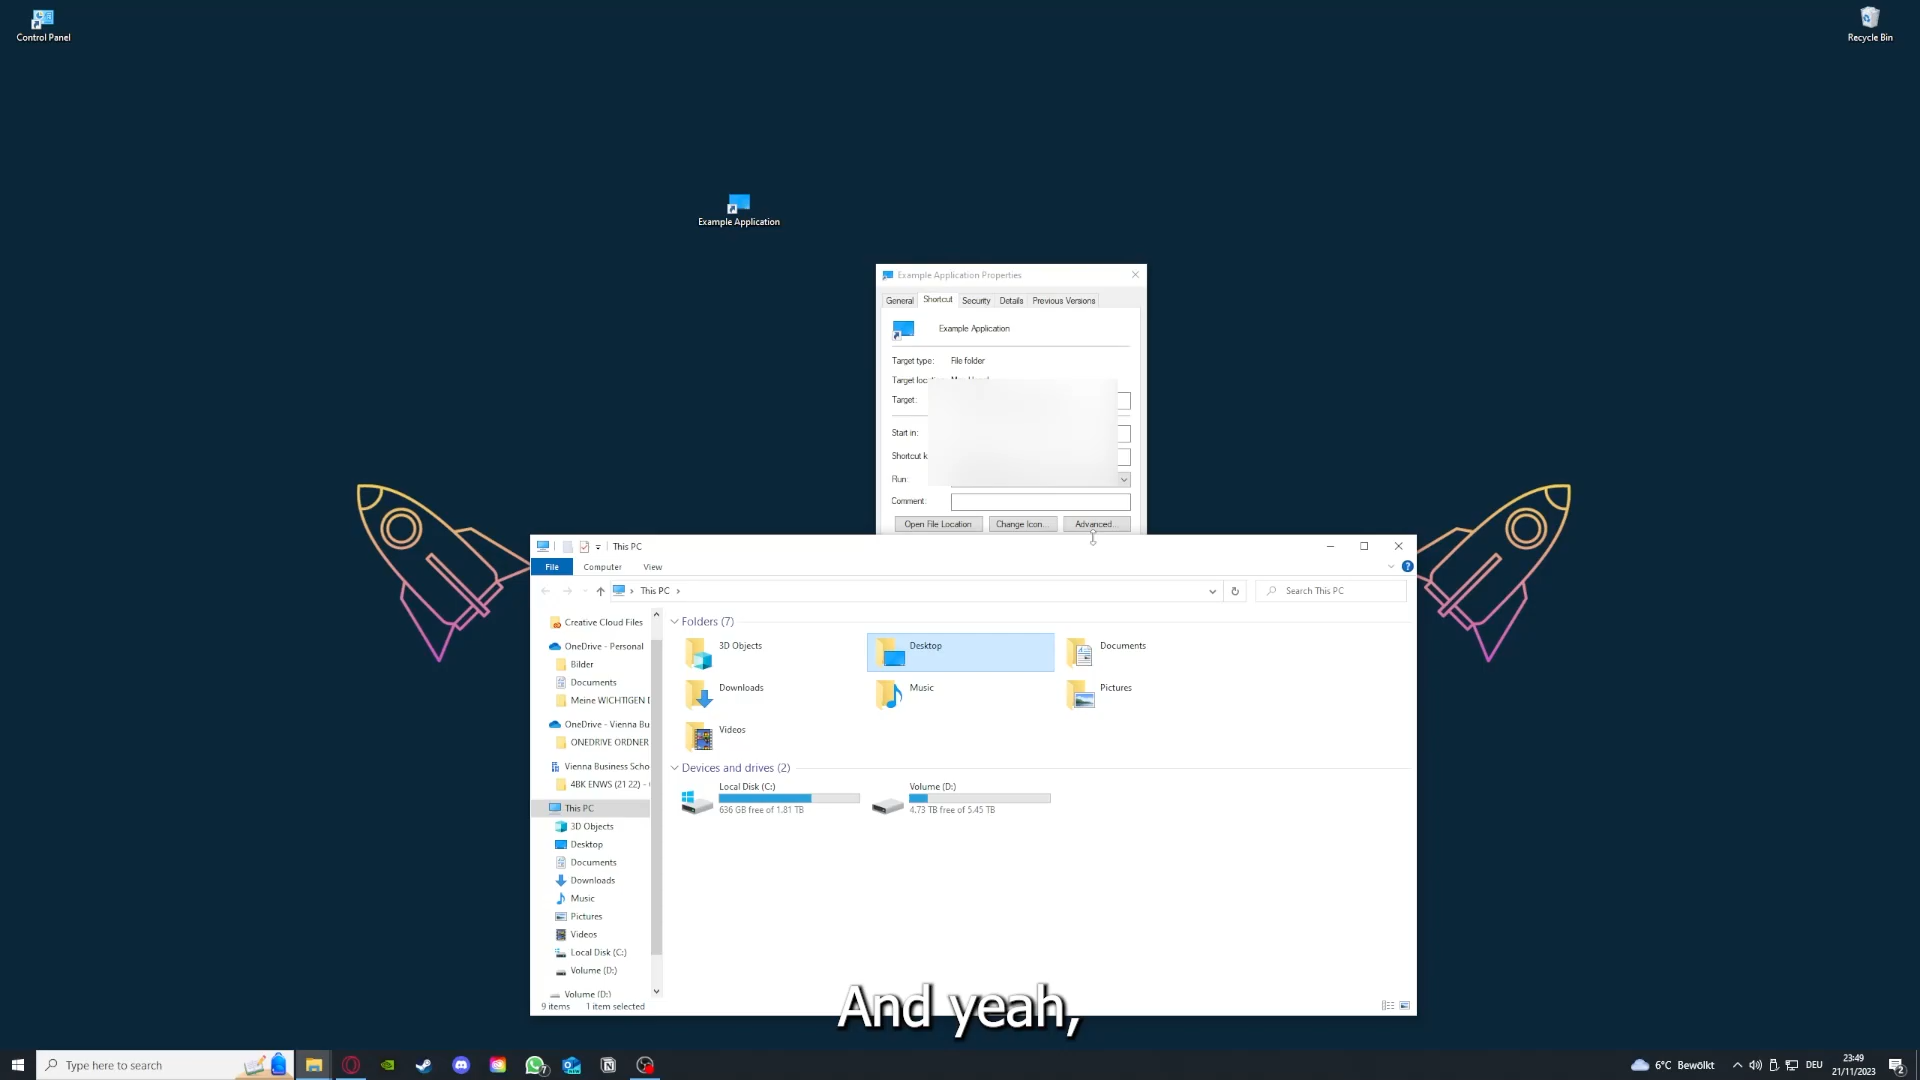 Control Panel
Recycle Bin
Example Application
Example Application Properties
General Shortcut Security Details Previous Versions
Example Application
Target type: File folder
Target
Target:
Start in:
Shortcut
Run:
Comment:
Open File Location Change Icon... Advanced...
This PC
File Computer View
This PC
Search This PC
Creative Cloud Files
OneDrive - Personal
Bilder
Documents
Meine WICHTIGEN
OneDrive - Vienna Bu
ONEDRIVE ORDNER
Vienna Business Scho
4BK ENWS (21 22) -
This PC
3D Objects
Desktop
Documents
Downloads
Music
Pictures
Videos
Local Disk (C:)
Volume (D:)
Volume (D:)
Folders (7)
3D Objects
Desktop
Documents
Downloads
Music
Pictures
Videos
Devices and drives (2)
Local Disk (C:)
636 GB free of 1.81 TB
Volume (D:)
4.73 TB free of 5.45 TB
9 items 1 item selected
And yeah,
Type here to search
7
6°C Bewölkt
DEU
23:49
21/11/2023
2